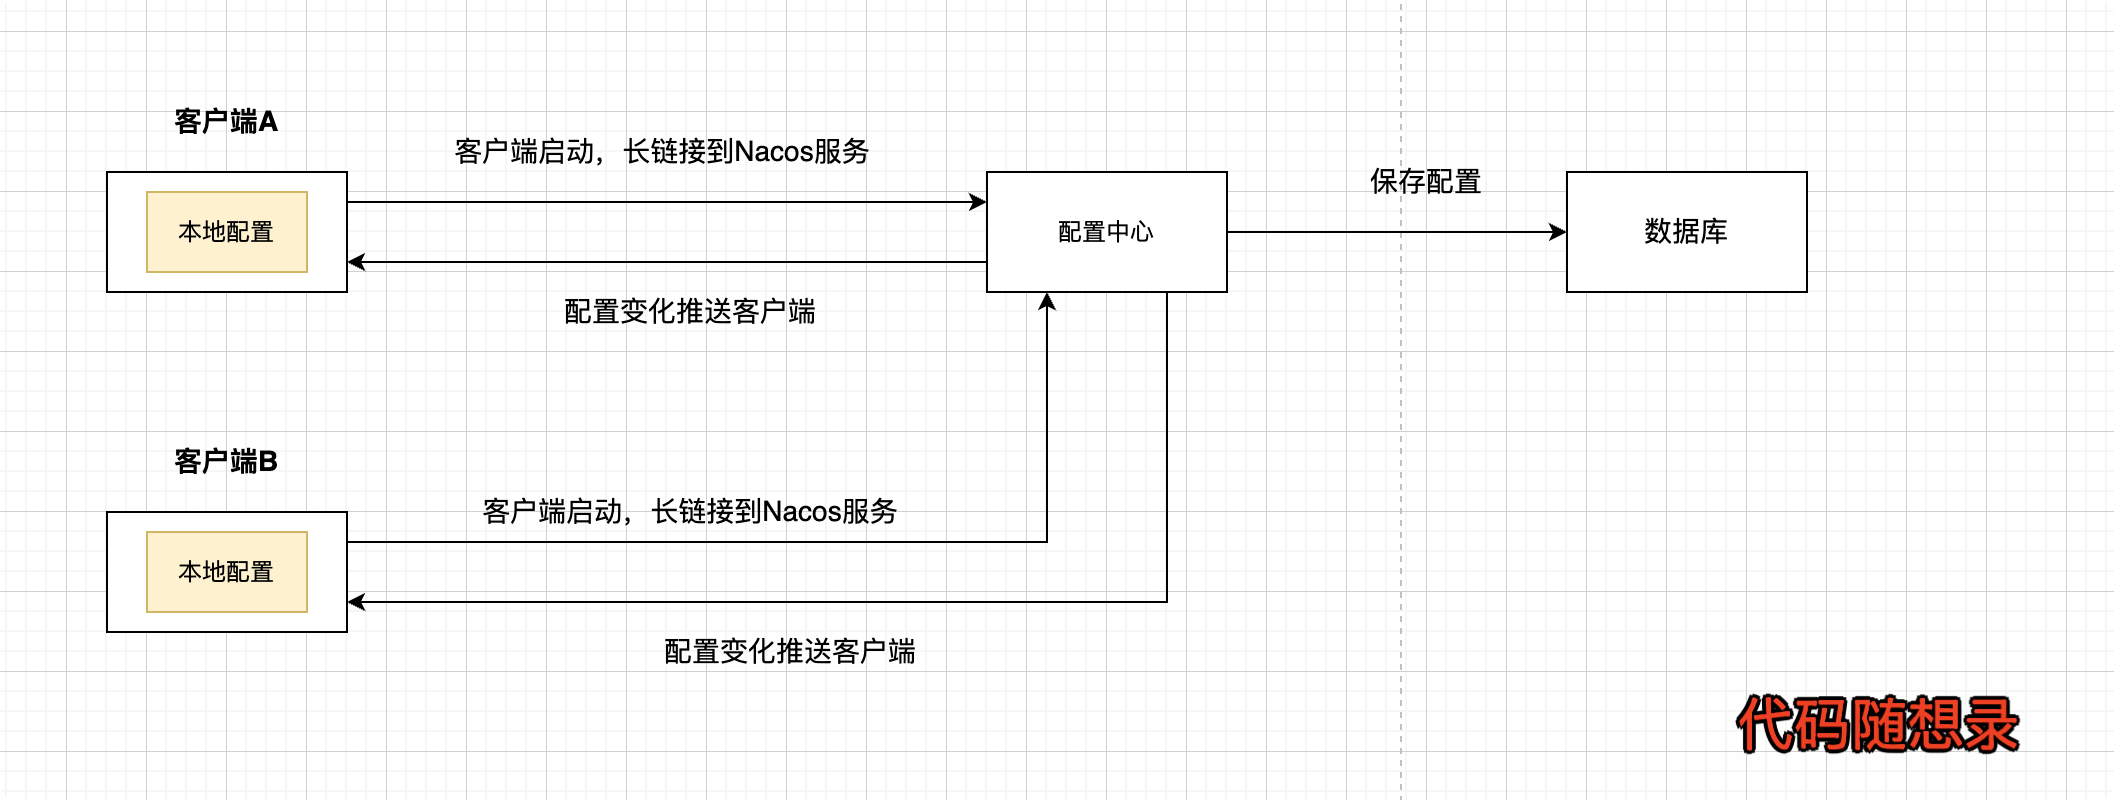 客户端A
客户端启动，长链接到Nacos服务
保存配置
本地配置
配置中心
数据库
配置变化推送客户端
客户端B
客户端启动，长链接到Nacos服务
本地配置
配置变化推送客户端
代码随想录